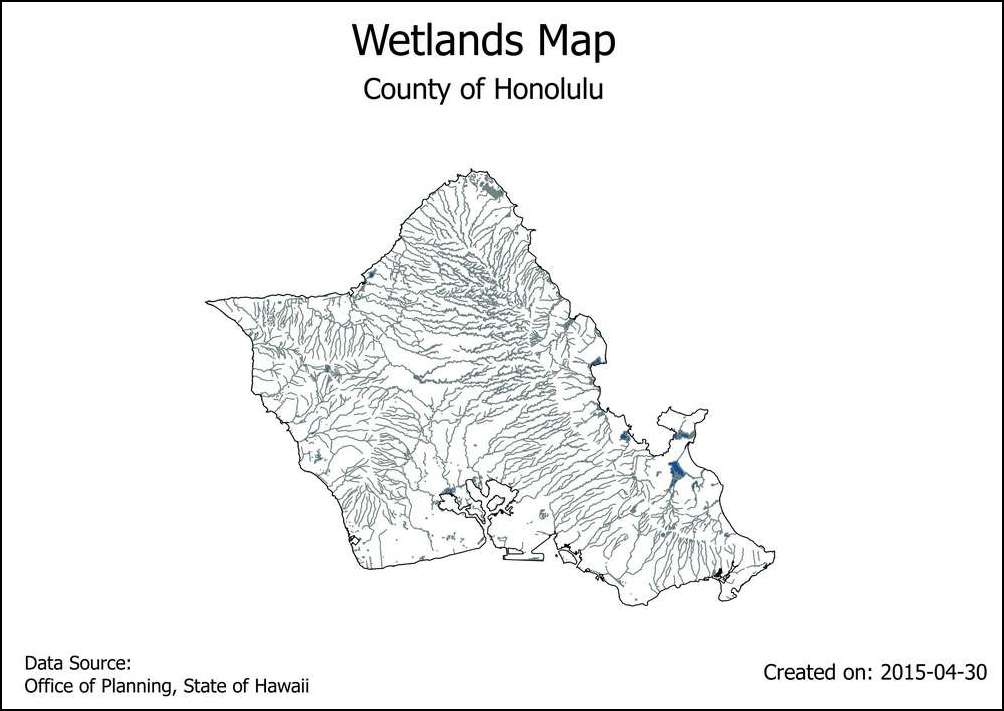 Wetlands Map
County of Honolulu
Data Source:
Office of Planning, State of Hawaii
Created on: 2015-04-30